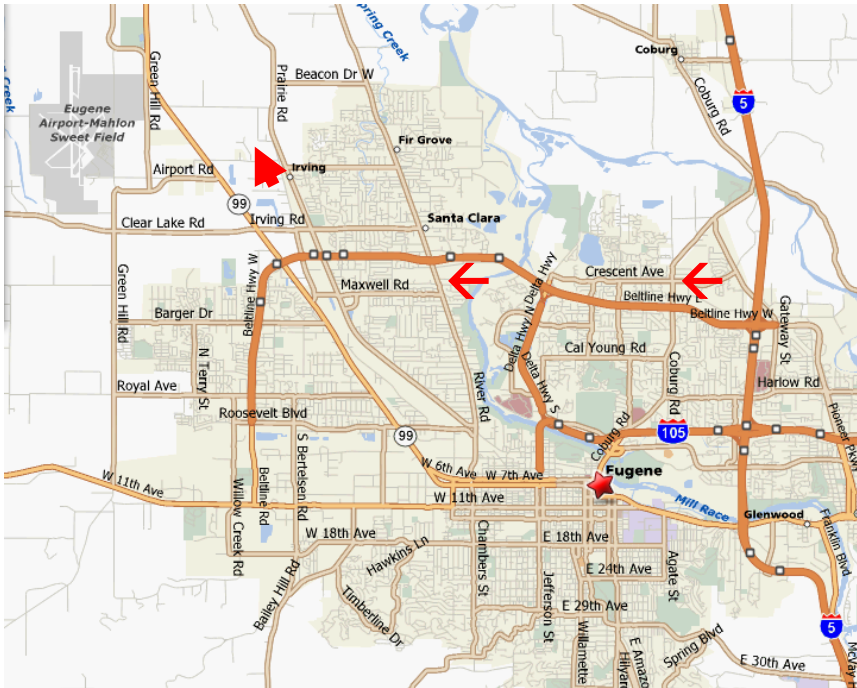 Spring Creek
Coburg
Green Hill Rd
Prairie Rd
Beacon Dr W
5
Coburg Rd
Creek
Eugene
Airport-Mahlon
Sweet Field
Fir Grove
Airport Rd
Irving
99
Clear Lake Rd
Irving Rd
Santa Clara
Green Hill Rd
Beltline Hwy W
Maxwell Rd
Delta Hwy
Crescent Ave
Beltline Hwy E
Beltline Hwy W
Barger Dr
Delta Hwy N
Gateway St
N Terry St
Cal Young Rd
Royal Ave
River Rd
Delta Hwy S
Coburg Rd
Harlow Rd
Roosevelt Blvd
99
S Bertelsen Rd
Coburg Rd
105
Pioneer Pkwy
W 6th Ave
W 7th Ave
Eugene
W 11th Ave
Willow Creek Rd
Beltline Rd
W 11th Ave
Mill Race
Glenwood
W 18th Ave
Hawkins Ln
Chambers St
E 18th Ave
Franklin Blvd
Bailey Hill Rd
Timberline Dr
Jefferson St
E 24th Ave
Agate St
E 29th Ave
Willamette
E Amazo
Hilyar
Spring Blvd
5
E 30th Ave
McVay H